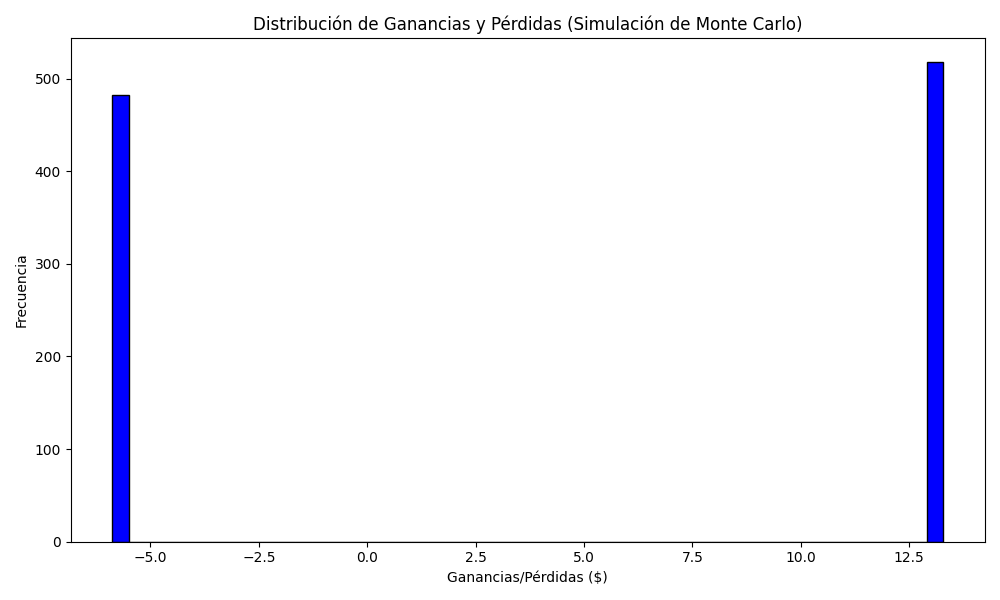 Distribución de Ganancias y Pérdidas (Simulación de Monte Carlo)
500
400
300
200
100
0
Frecuencia
−5.0 −2.5 0.0 2.5 5.0 7.5 10.0 12.5
Ganancias/Pérdidas ($)